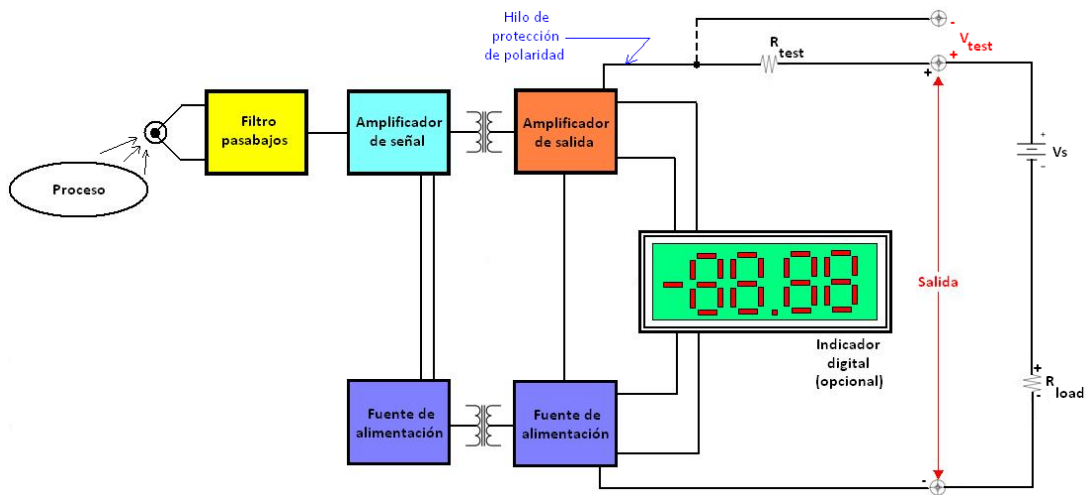 Hilo de
protección
de polaridad
-
V
test
+
R
test
+
Filtro
pasabajos
Amplificador
de señal
Amplificador
de salida
+
Vs
-
Proceso
-88.88
Salida
Indicador
digital
(opcional)
+
R
load
-
Fuente de
alimentación
Fuente de
alimentación
-